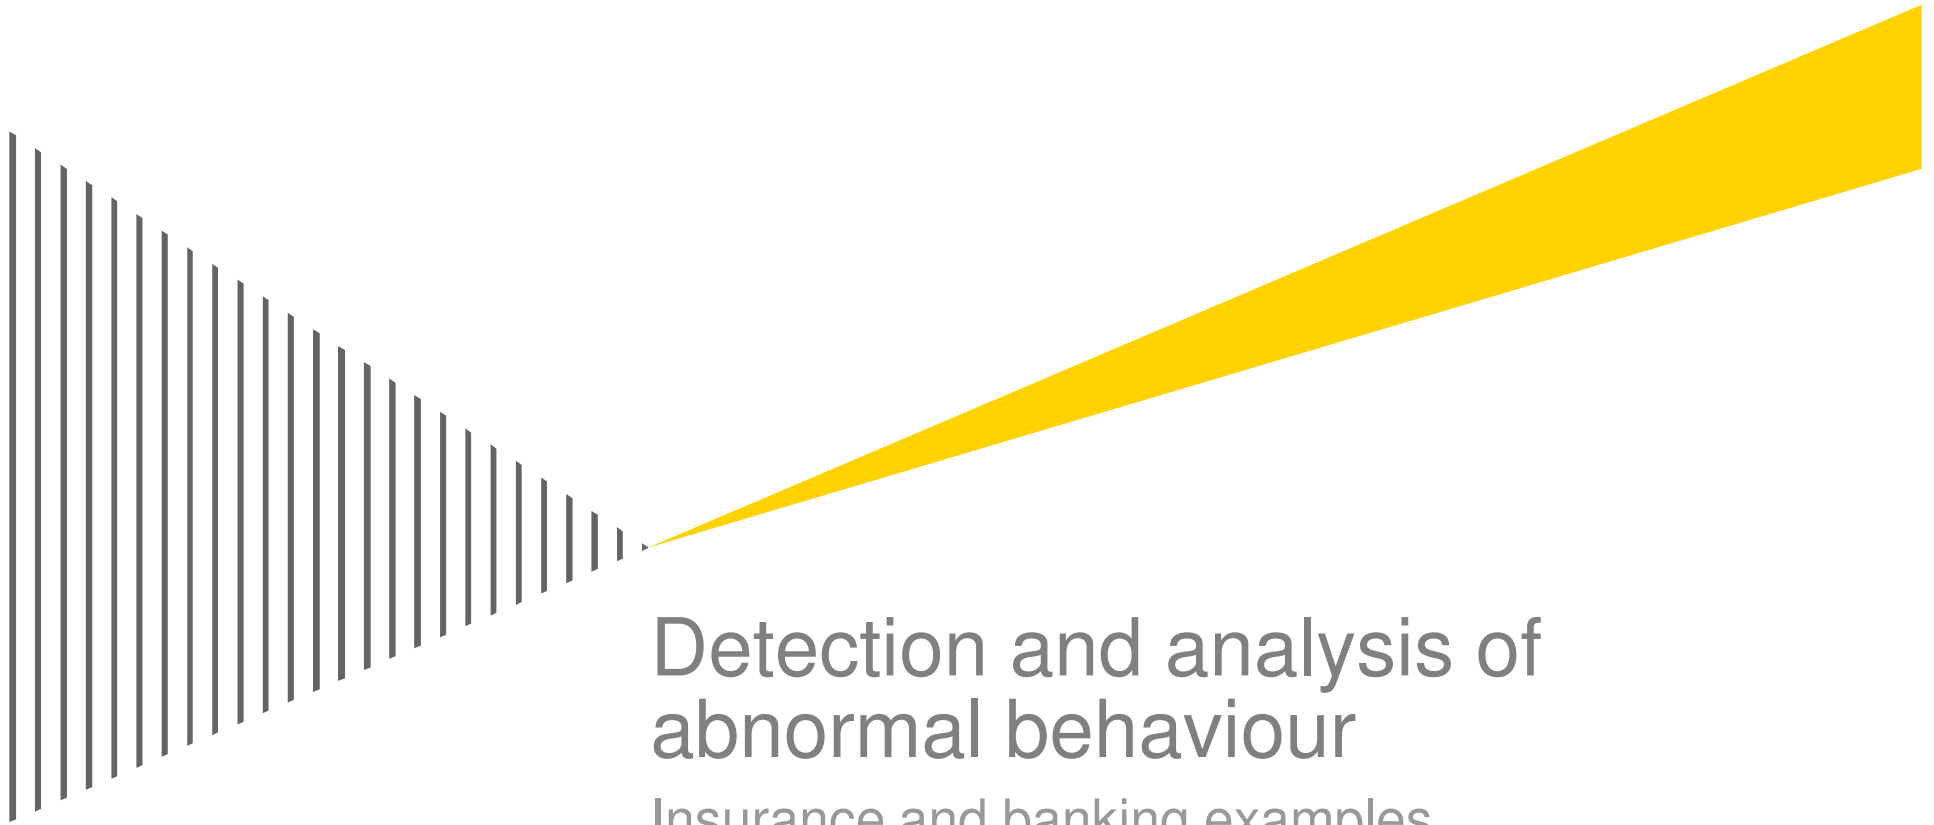 Detection and analysis of
abnormal behaviour
Insurance and banking examples